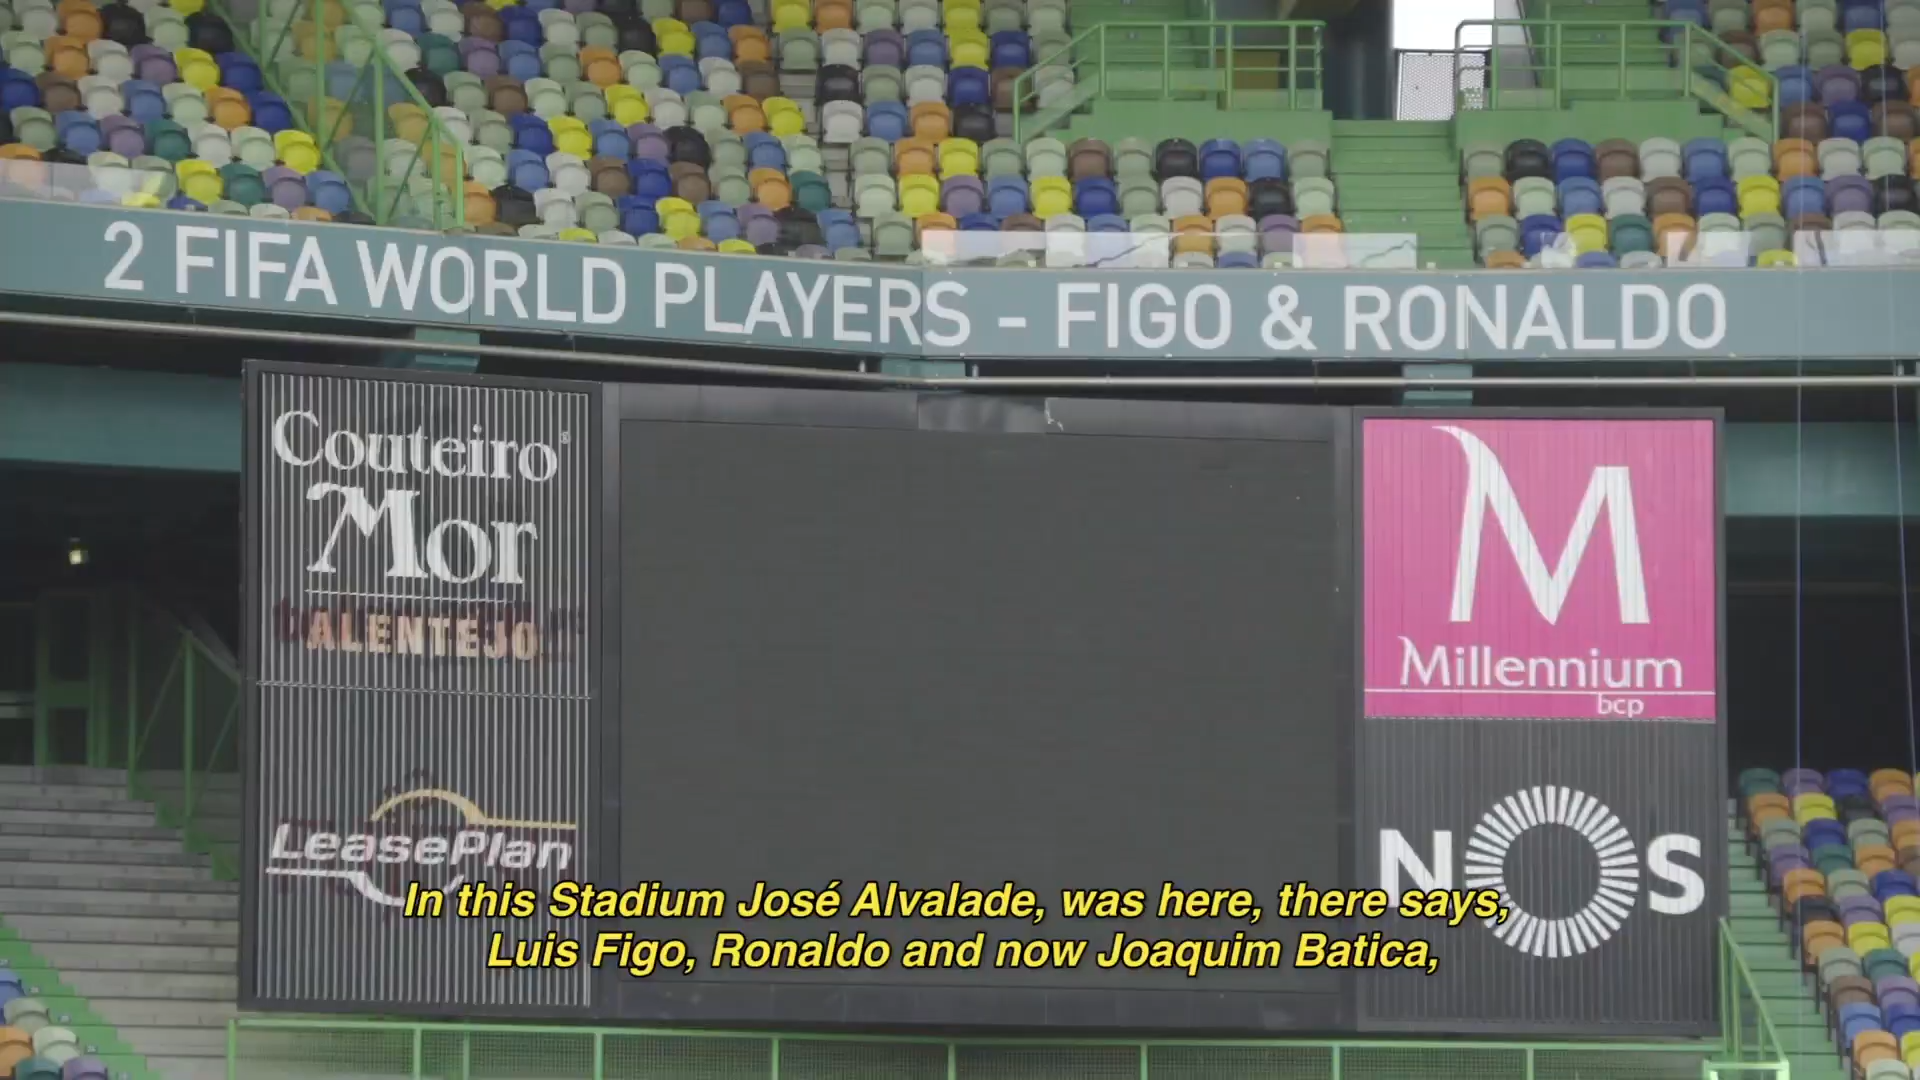 2 FIFA WORLD PLAYERS - FIGO & RONALDO
Couteiro®
Mor
ALENTEJO
LeasePlan
M
Millennium
bcp
NOS
In this Stadium José Alvalade, was here, there says,
Luis Figo, Ronaldo and now Joaquim Batica,